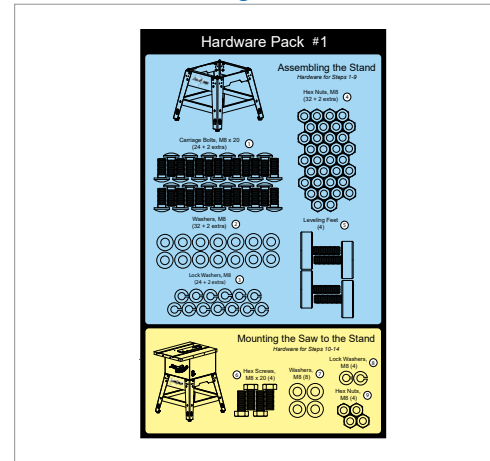 Hardware Pack #1
Assembling the Stand
Hardware for Steps 1-9
Hex Nuts, M8
(32 + 2 extra)
4
Carriage Bolts, M8 x 20
(24 + 2 extra)
1
Washers, M8
(32 + 2 extra)
2
Leveling Feet
(4)
5
Lock Washers, M8
(24 + 2 extra)
3
Mounting the Saw to the Stand
Hardware for Steps 10-14
6
Hex Screws,
M8 x 20 (4)
Washers,
M8 (8)
7
Lock Washers,
M8 (4)
8
Hex Nuts,
M8 (4)
9